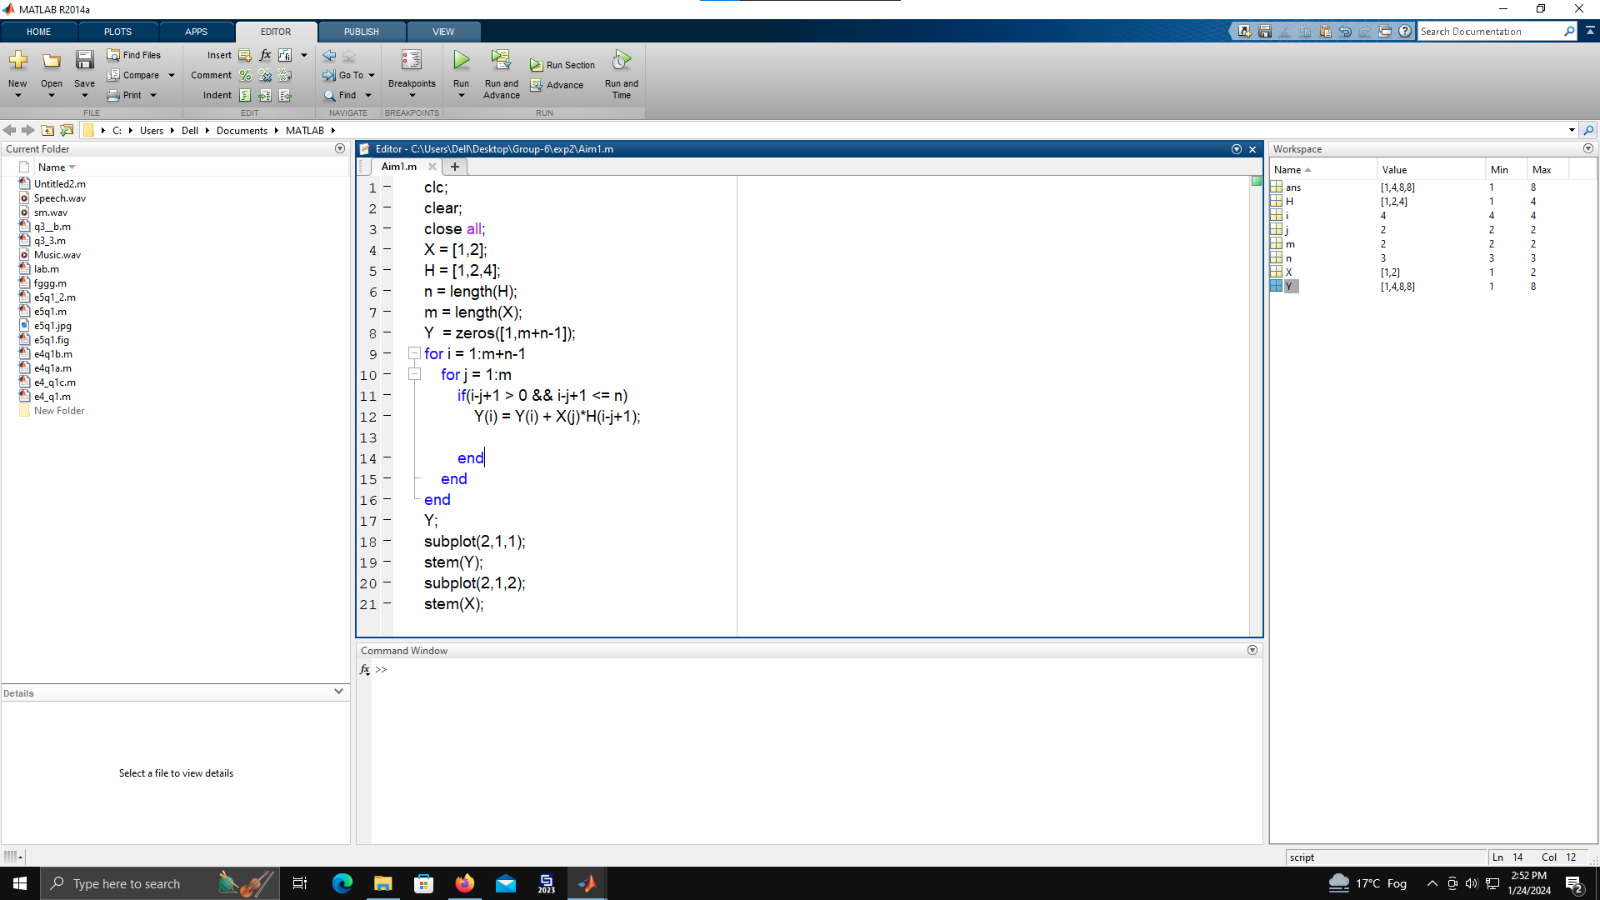 MATLAB R2014a
HOME
PLOTS
APPS
EDITOR
PUBLISH
VIEW
Search Documentation
New
Open
Save
Find Files
Compare
Print
FILE
Insert
fx
Comment
Indent
EDIT
Go To
Find
NAVIGATE
Breakpoints
BREAKPOINTS
Run
Run and
Advance
Run Section
Advance
Run and
Time
RUN
C:
Users
Dell
Documents
MATLAB
Current Folder
Name
Untitled2.m
Speech.wav
sm.wav
q3__b.m
q3_3.m
Music.wav
lab.m
fggg.m
e5q1_2.m
e5q1.m
e5q1.jpg
e5q1.fig
e4q1b.m
e4q1a.m
e4_q1c.m
e4_q1.m
New Folder
Details
Select a file to view details
Editor - C:\Users\Dell\Desktop\Group-6\exp2\Aim1.m
Aim1.m
1 clc;
2 clear;
3 close all;
4 X = [1,2];
5 H = [1,2,4];
6 n = length(H);
7 m = length(X);
8 Y  = zeros([1,m+n-1]);
9 for i = 1:m+n-1
10 for j = 1:m
11 if(i-j+1 > 0 && i-j+1 <= n)
12 Y(i) = Y(i) + X(j)*H(i-j+1);
13
14 end
15 end
16 end
17 Y;
18 subplot(2,1,1);
19 stem(Y);
20 subplot(2,1,2);
21 stem(X);
Command Window
fx >>
Workspace
Name Value Min Max
ans [1,4,8,8] 1 8
H [1,2,4] 1 4
i 4 4 4
j 2 2 2
m 2 2 2
n 3 3 3
X [1,2] 1 2
Y [1,4,8,8] 1 8
script
Ln 14 Col 12
Type here to search
2023
17°C Fog
2:52 PM
1/24/2024
2